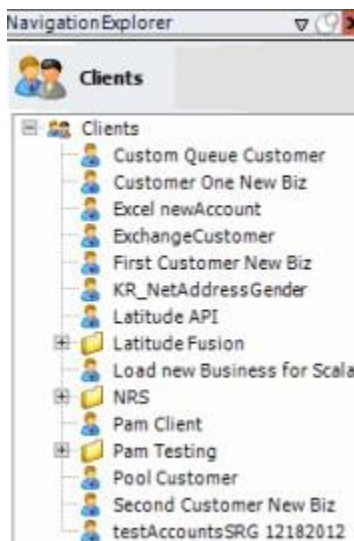 NavigationExplorer
Clients
Clients
Custom Queue Customer
Customer One New Biz
Excel newAccount
ExchangeCustomer
First Customer New Biz
KR_NetAddressGender
Latitude API
Latitude Fusion
Load new Business for Scala
NRS
Pam Client
Pam Testing
Pool Customer
Second Customer New Biz
testAccountsSRG 12182012